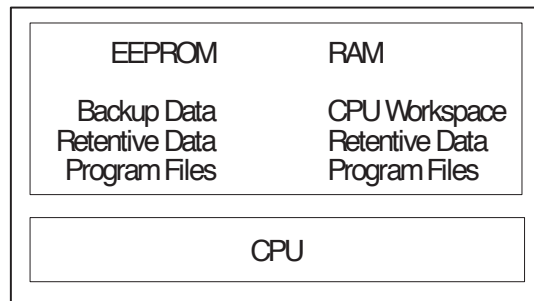 EEPROM RAM
Backup Data CPU Workspace
Retentive Data Retentive Data
Program Files Program Files
CPU